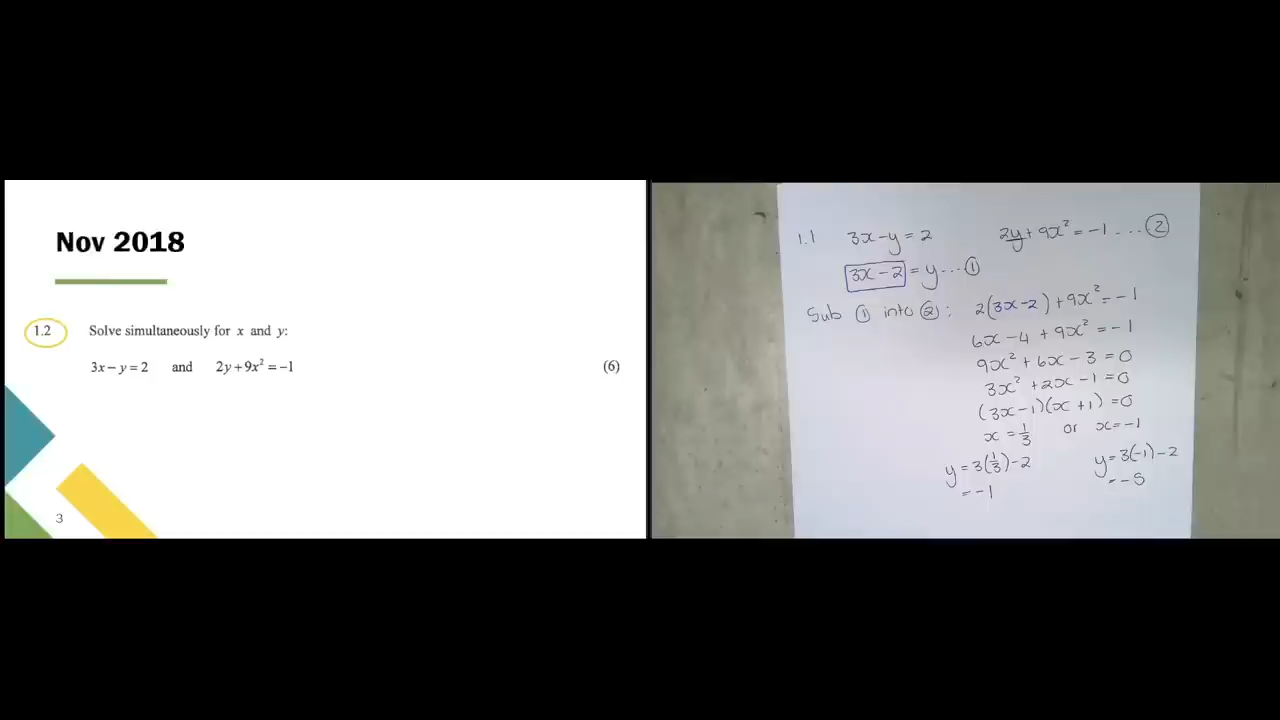 Nov 2018
1.2 Solve simultaneously for x and y:
3x − y = 2 and 2y + 9x² = −1 (6)
3
1.1 3x − y = 2 2y + 9x² = −1 ... ②
3x − 2 = y ... ①
Sub ① into ② : 2(3x − 2) + 9x² = −1
6x − 4 + 9x² = −1
9x² + 6x − 3 = 0
3x² + 2x − 1 = 0
(3x − 1)(x + 1) = 0
x = 1/3 or x = −1
y = 3(1/3) − 2 y = 3(−1) − 2
= −1 = −5